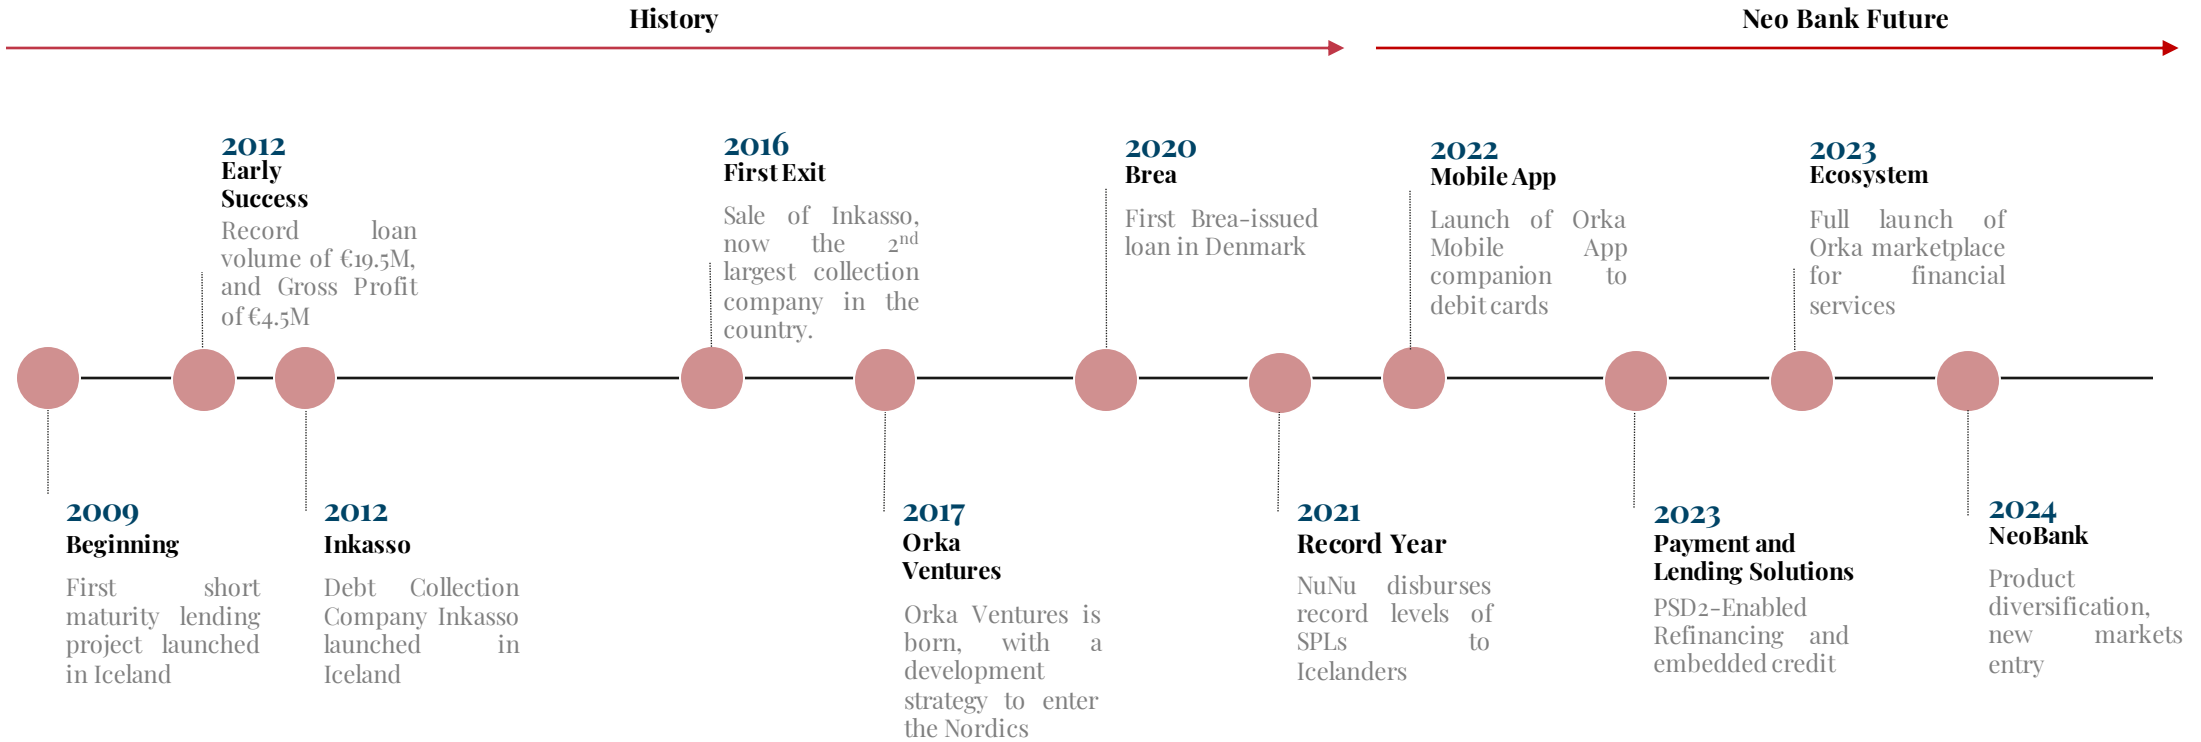 History
Neo Bank Future
2012
Early
Success
Record loan
volume of €19.5M,
and Gross Profit
of €4.5M
2016
First Exit
Sale of Inkasso,
now the 2nd
largest collection
company in the
country.
2020
Brea
First Brea-issued
loan in Denmark
2022
Mobile App
Launch of Orka
Mobile App
companion to
debit cards
2023
Ecosystem
Full launch of
Orka marketplace
for financial
services
2009
Beginning
First short
maturity lending
project launched
in Iceland
2012
Inkasso
Debt Collection
Company Inkasso
launched in
Iceland
2017
Orka
Ventures
Orka Ventures is
born, with a
development
strategy to enter
the Nordics
2021
Record Year
NuNu disburses
record levels of
SPLs to
Icelanders
2023
Payment and
Lending Solutions
PSD2-Enabled
Refinancing and
embedded credit
2024
NeoBank
Product
diversification,
new markets
entry